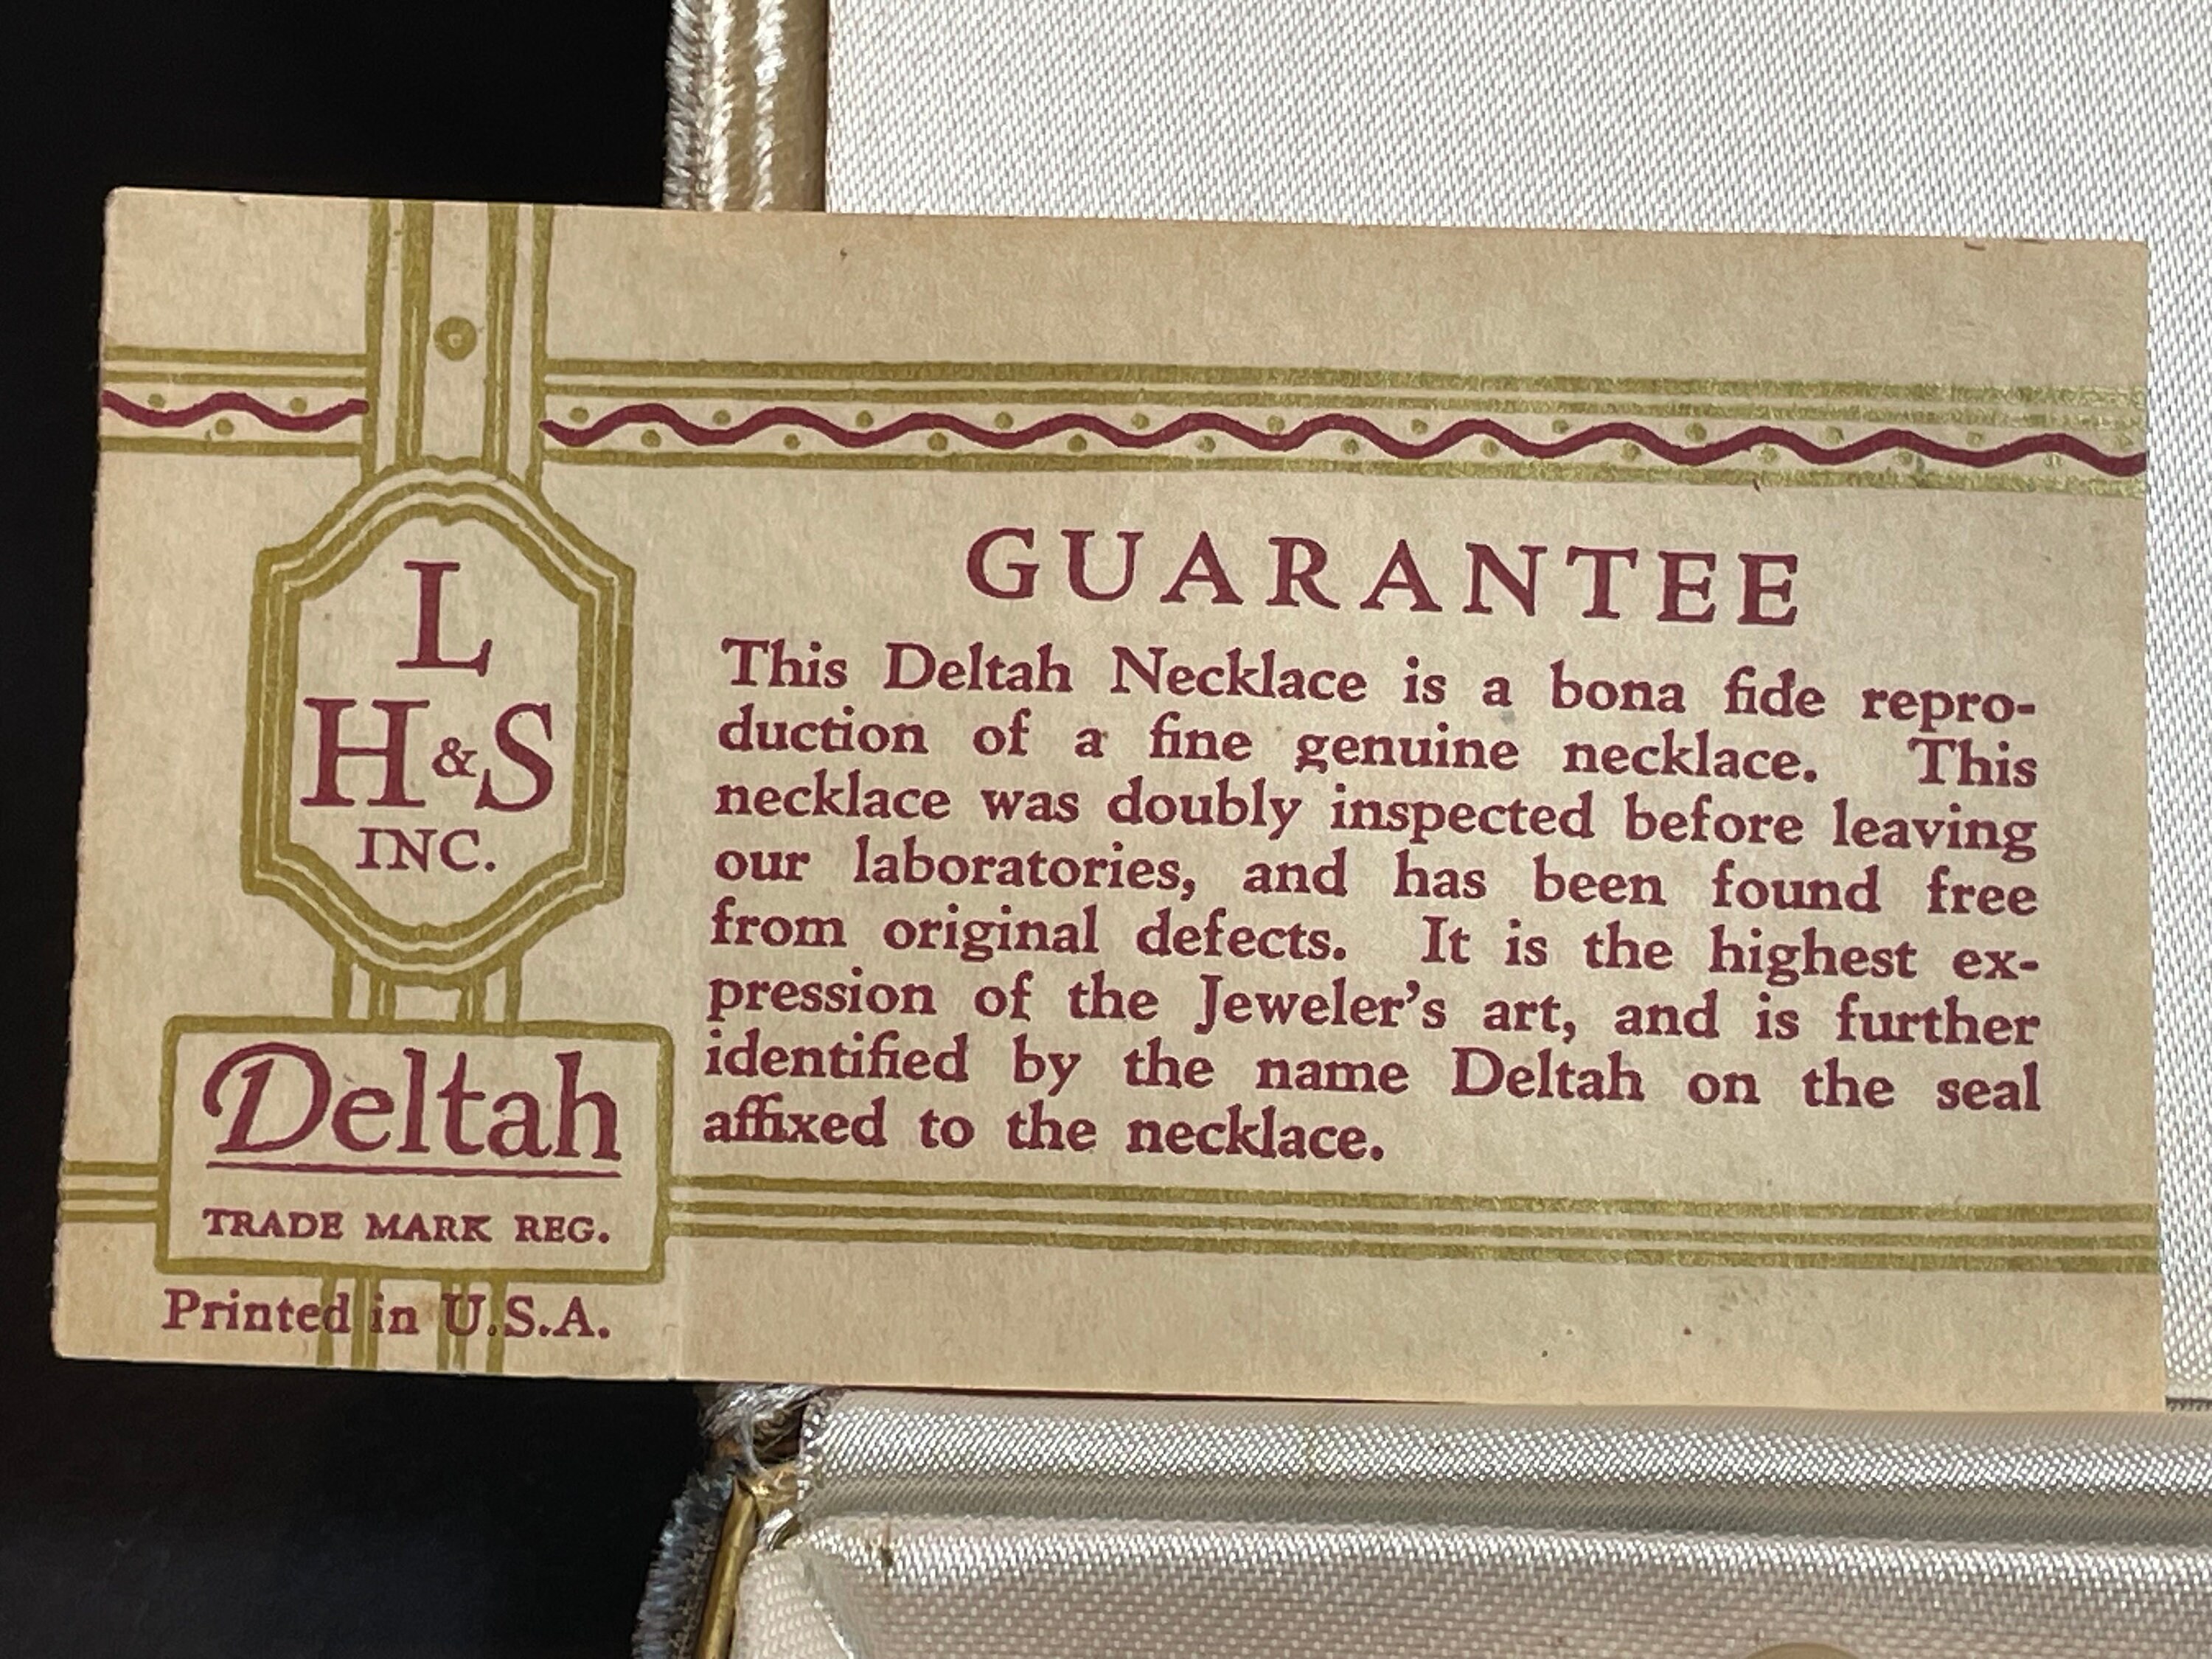 L
H&S
INC.
Deltah
TRADE MARK REG.
Printed in U.S.A.
GUARANTEE
This Deltah Necklace is a bona fide repro-
duction of a fine genuine necklace. This
necklace was doubly inspected before leaving
our laboratories, and has been found free
from original defects. It is the highest ex-
pression of the Jeweler's art, and is further
identified by the name Deltah on the seal
affixed to the necklace.